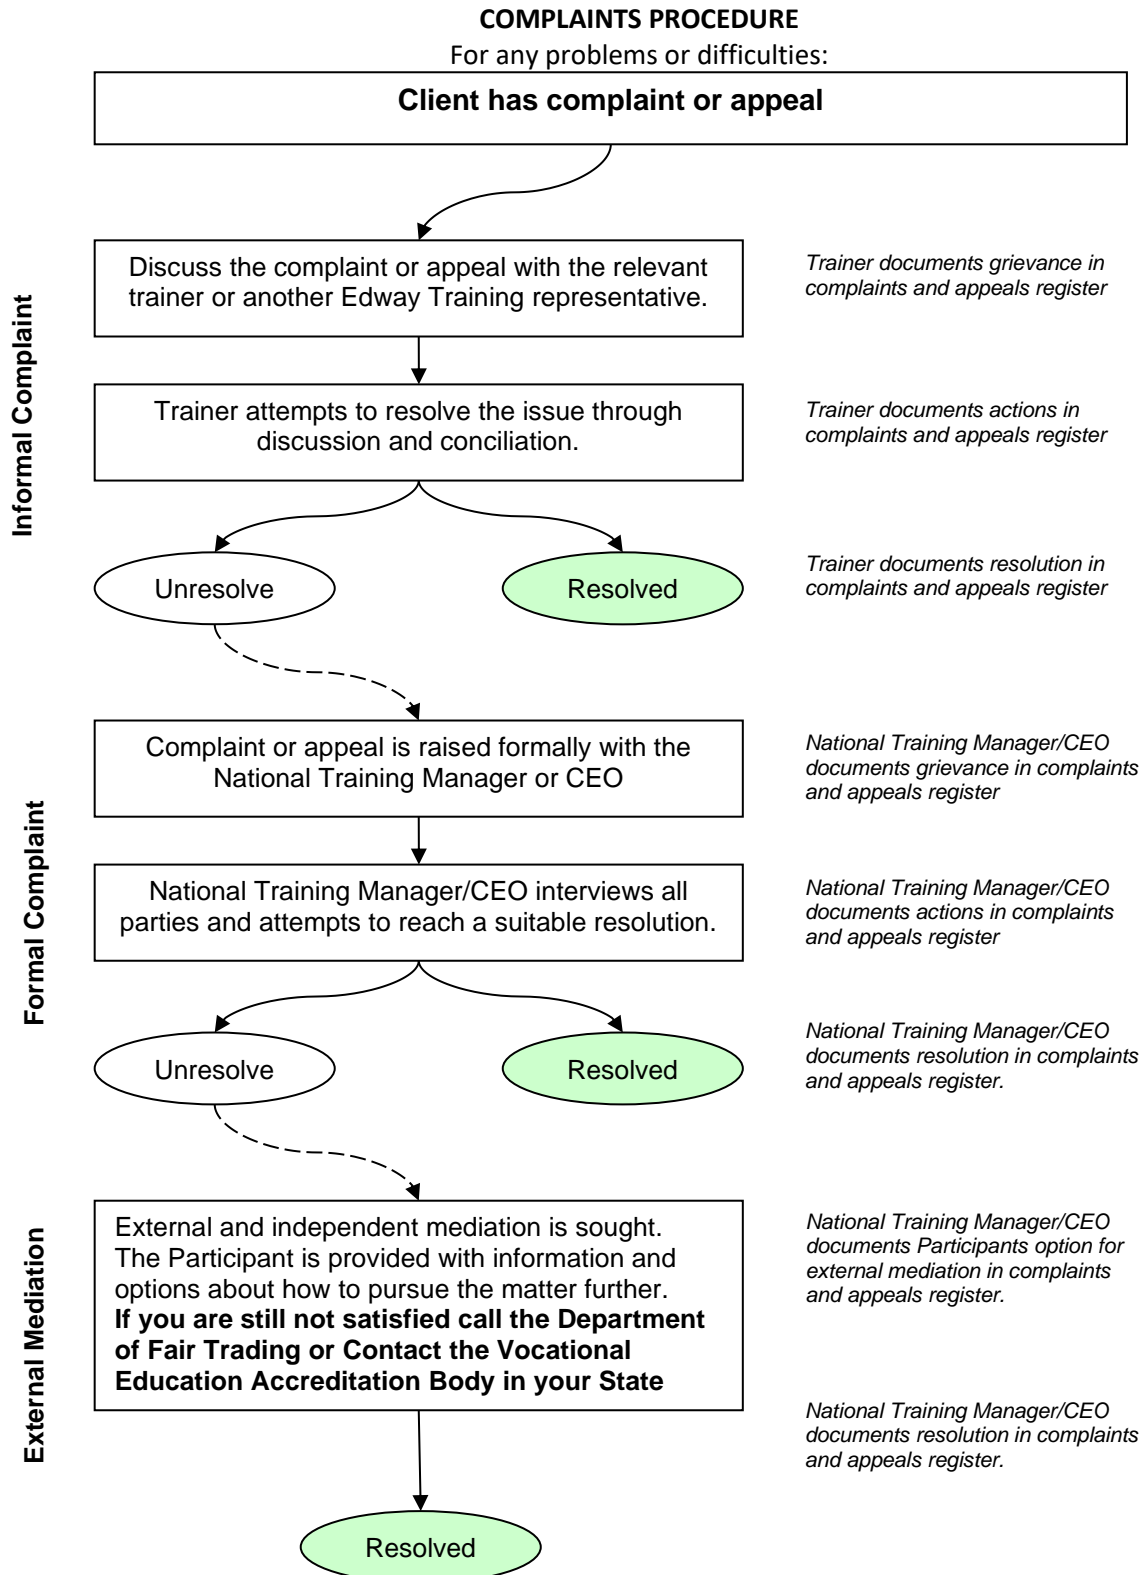 COMPLAINTS PROCEDURE
For any problems or difficulties:
Client has complaint or appeal
Informal Complaint
Discuss the complaint or appeal with the relevant
trainer or another Edway Training representative.
Trainer documents grievance in
complaints and appeals register
Trainer attempts to resolve the issue through
discussion and conciliation.
Trainer documents actions in
complaints and appeals register
Unresolve
Resolved
Trainer documents resolution in
complaints and appeals register
Formal Complaint
Complaint or appeal is raised formally with the
National Training Manager or CEO
National Training Manager/CEO
documents grievance in complaints
and appeals register
National Training Manager/CEO interviews all
parties and attempts to reach a suitable resolution.
National Training Manager/CEO
documents actions in complaints
and appeals register
Unresolve
Resolved
National Training Manager/CEO
documents resolution in complaints
and appeals register.
External Mediation
External and independent mediation is sought.
The Participant is provided with information and
options about how to pursue the matter further.
If you are still not satisfied call the Department
of Fair Trading or Contact the Vocational
Education Accreditation Body in your State
National Training Manager/CEO
documents Participants option for
external mediation in complaints
and appeals register.
National Training Manager/CEO
documents resolution in complaints
and appeals register.
Resolved